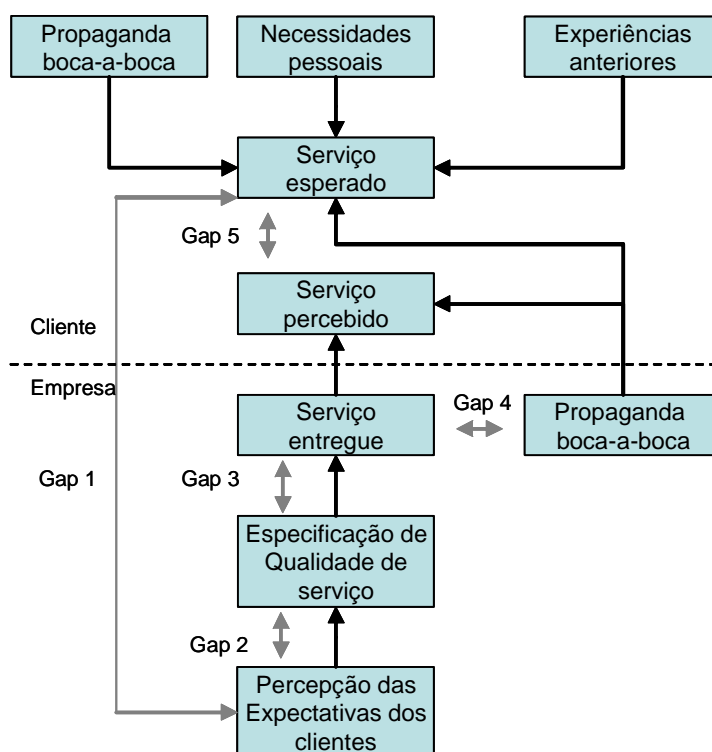 Propaganda
boca-a-boca
Necessidades
pessoais
Experiências
anteriores
Serviço
esperado
Gap 5
Serviço
percebido
Cliente
Empresa
Serviço
entregue
Gap 4
Propaganda
boca-a-boca
Gap 1
Gap 3
Especificação de
Qualidade de
serviço
Gap 2
Percepção das
Expectativas dos
clientes